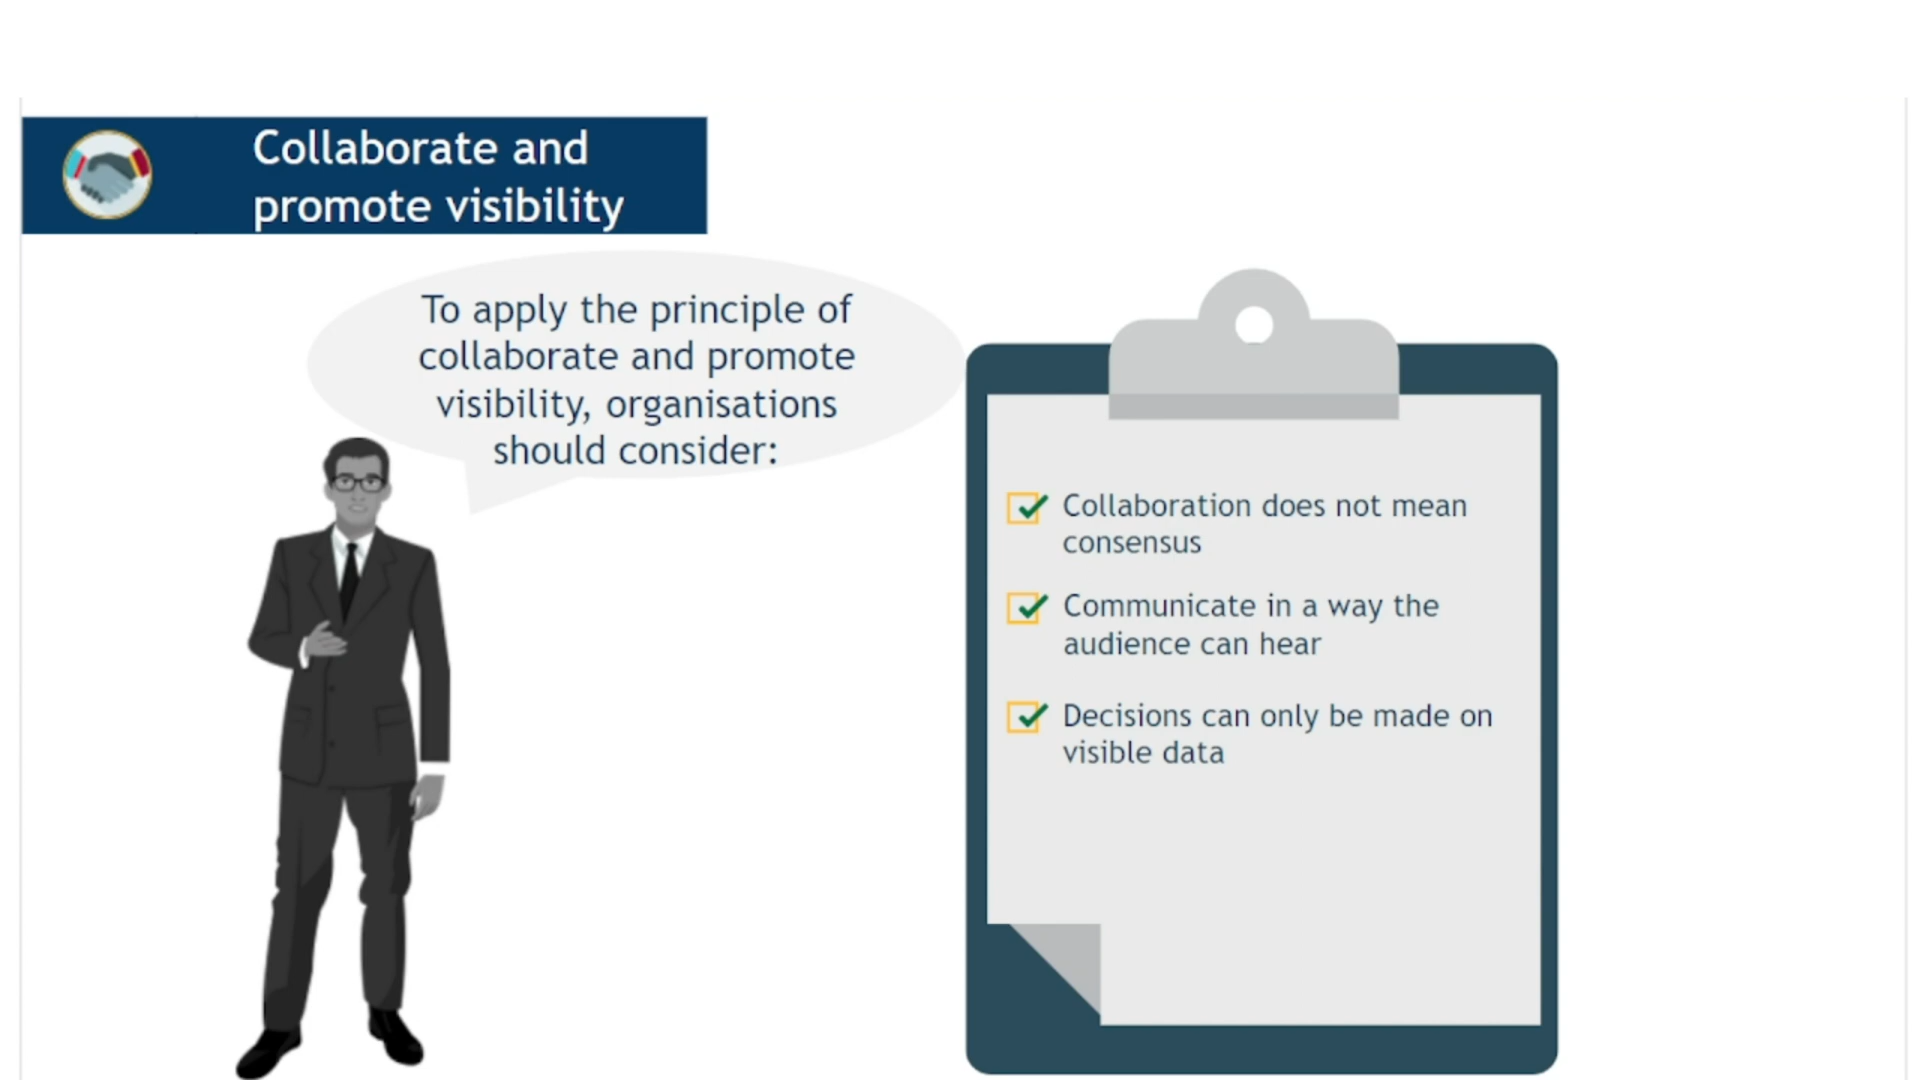 Collaborate and
promote visibility
To apply the principle of
collaborate and promote
visibility, organisations
should consider:
Collaboration does not mean
consensus
Communicate in a way the
audience can hear
Decisions can only be made on
visible data